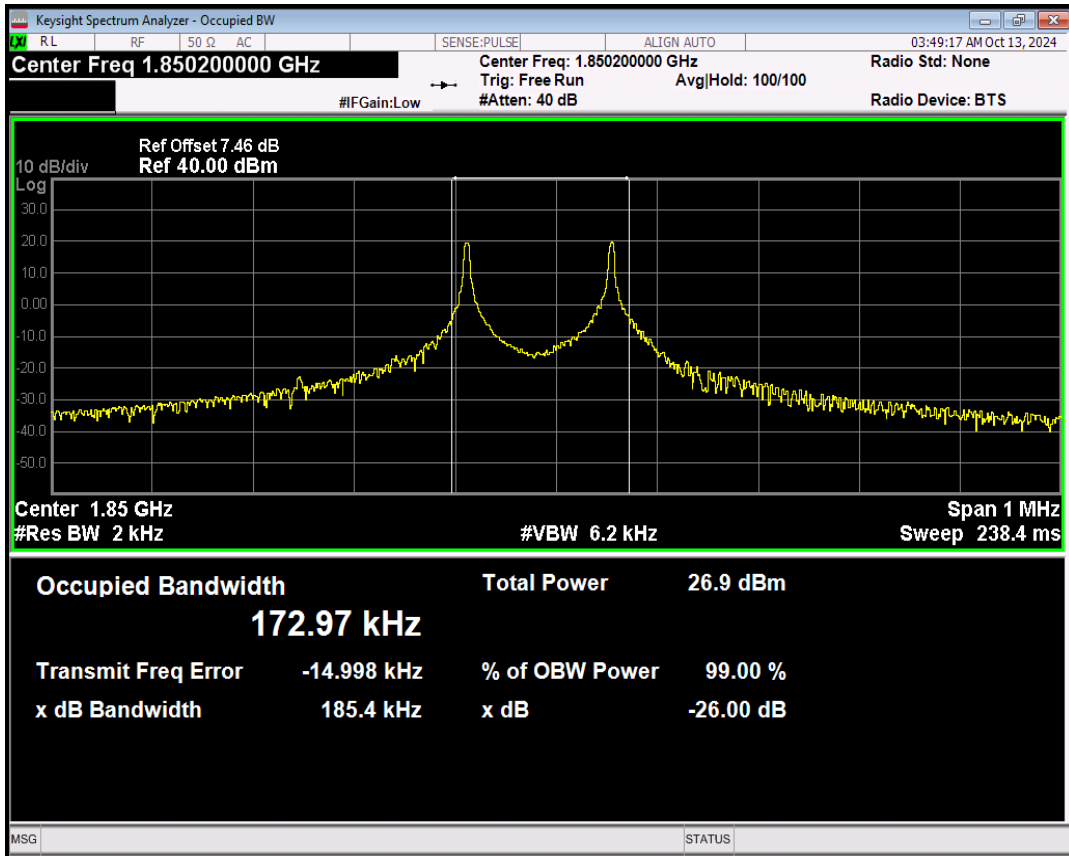 Keysight Spectrum Analyzer - Occupied BW
LXI RL RF 50 Ω AC SENSE:PULSE ALIGN AUTO 03:49:17 AM Oct 13, 2024
Center Freq 1.850200000 GHz Center Freq: 1.850200000 GHz Radio Std: None
Trig: Free Run Avg|Hold: 100/100
#IFGain:Low #Atten: 40 dB Radio Device: BTS
Ref Offset 7.46 dB
10 dB/div Ref 40.00 dBm
Log
30.0
20.0
10.0
0.00
-10.0
-20.0
-30.0
-40.0
-50.0
Center 1.85 GHz Span 1 MHz
#Res BW 2 kHz #VBW 6.2 kHz Sweep 238.4 ms
Occupied Bandwidth Total Power 26.9 dBm
172.97 kHz
Transmit Freq Error -14.998 kHz % of OBW Power 99.00 %
x dB Bandwidth 185.4 kHz x dB -26.00 dB
MSG STATUS